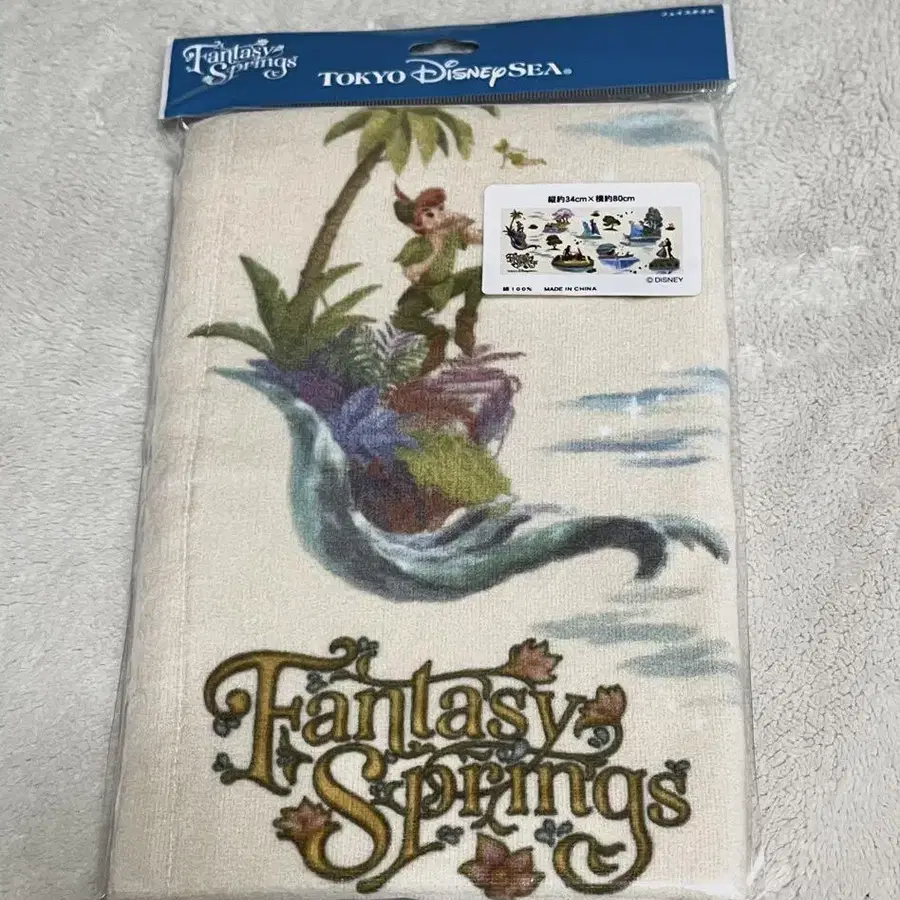 フェイスタオル
Fantasy
Springs
TOKYO DISNEYSEA®
縦約34cm×横約80cm
綿100% MADE IN CHINA
© DISNEY
Fantasy
Springs